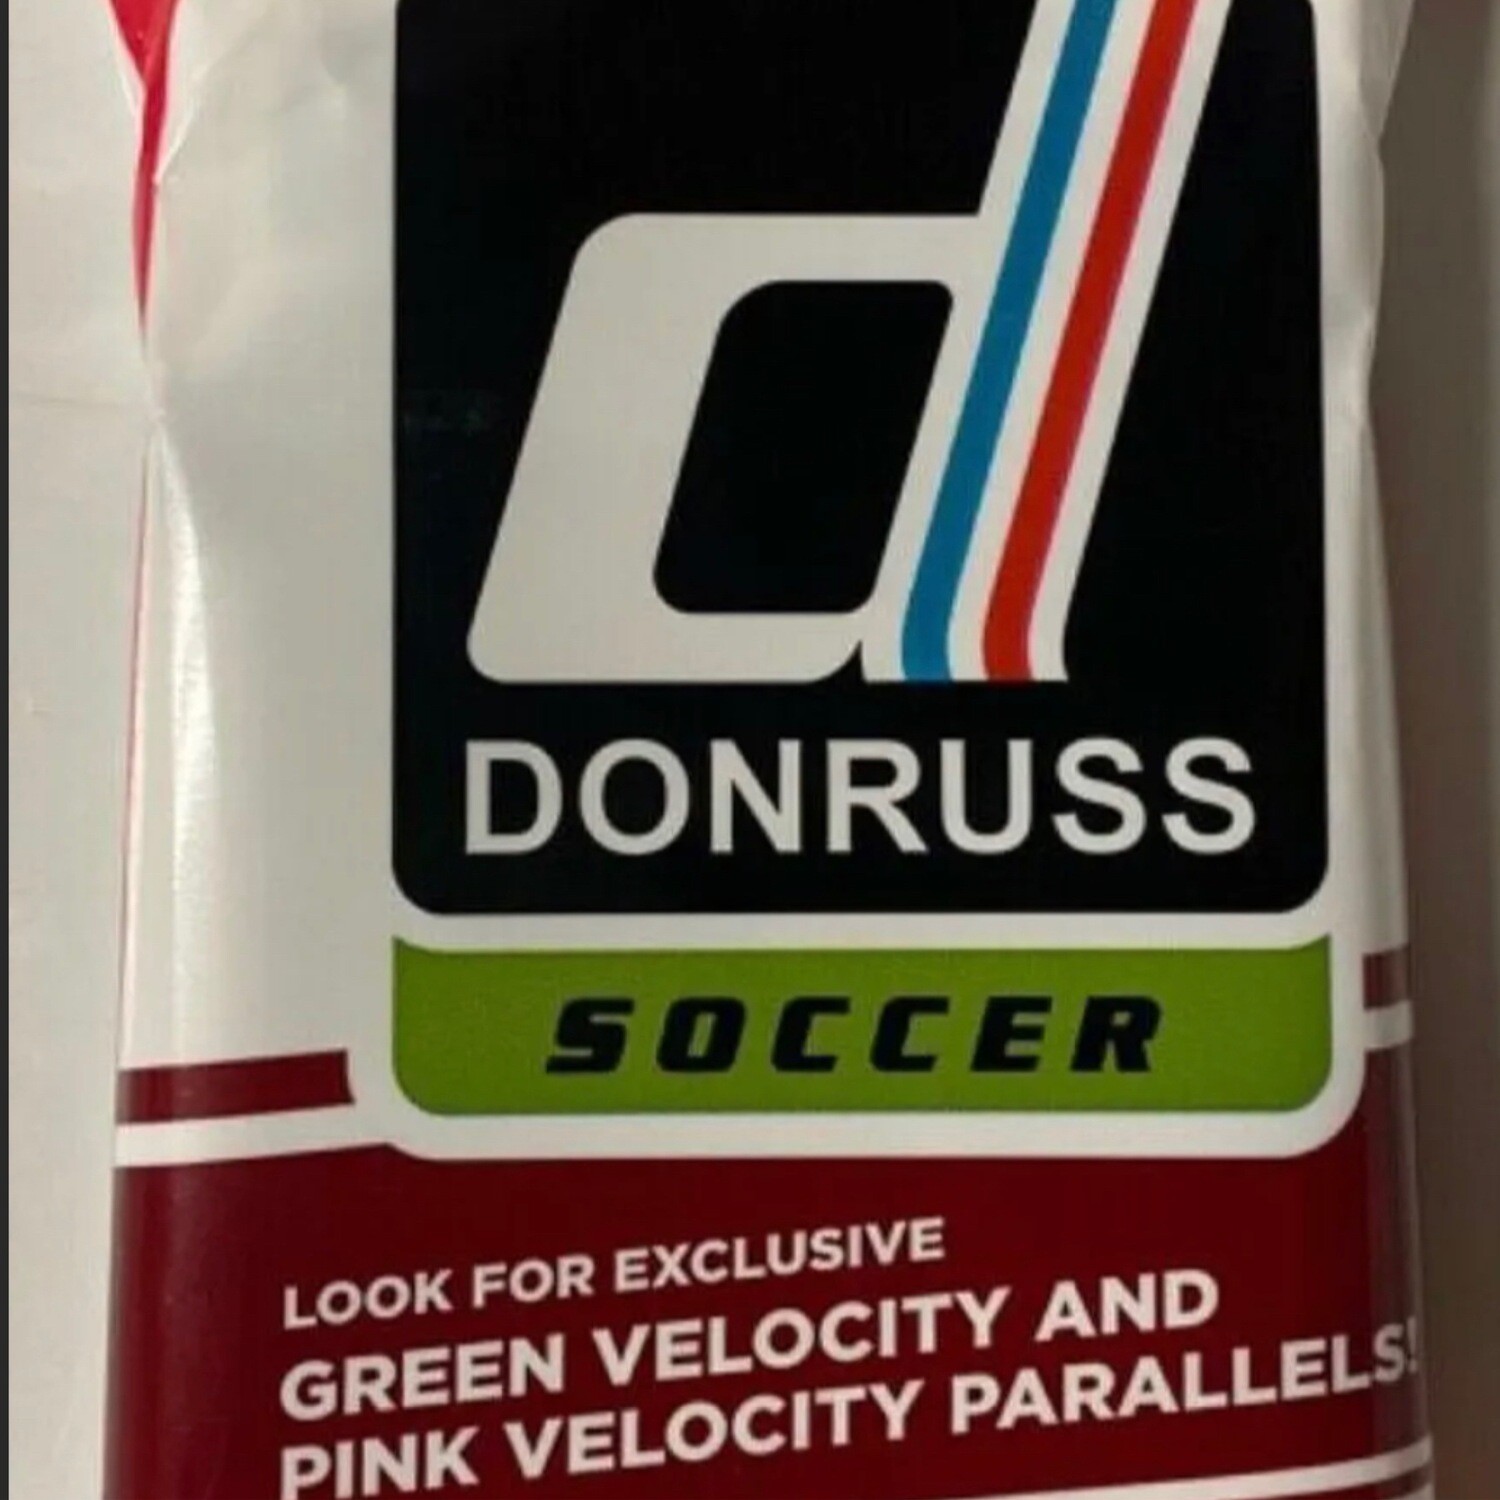 d
DONRUSS
SOCCER
LOOK FOR EXCLUSIVE
GREEN VELOCITY AND
PINK VELOCITY PARALLELS!